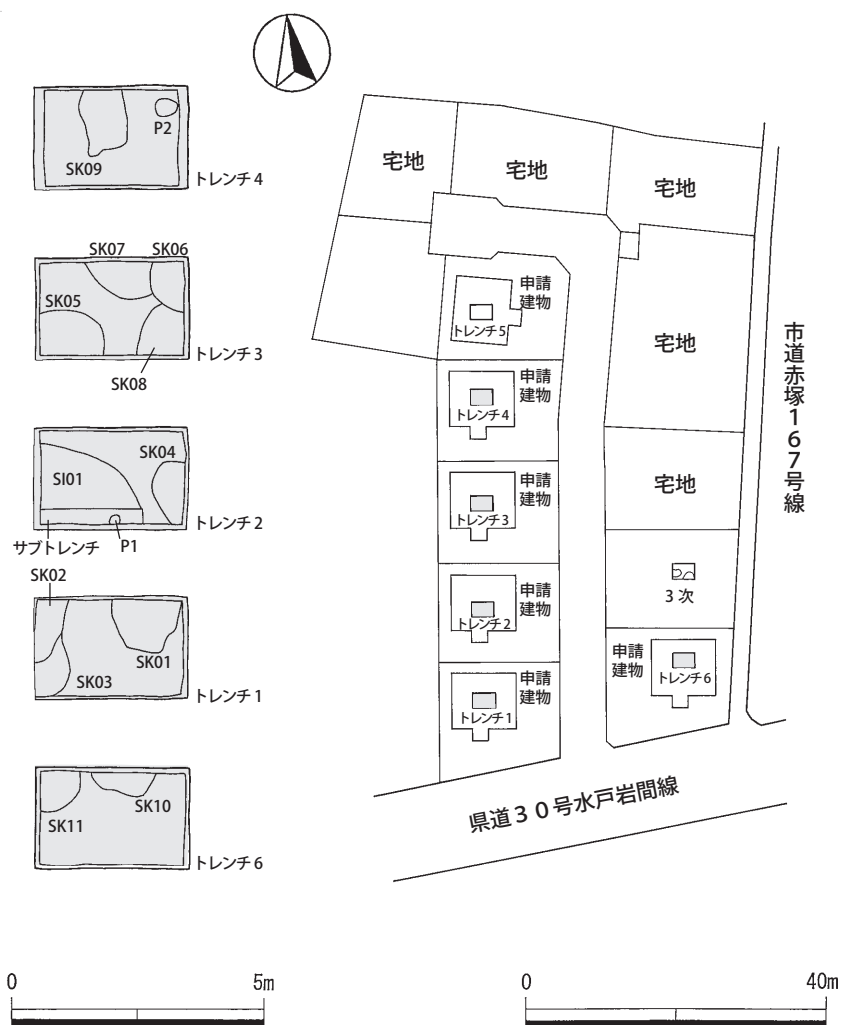 SK09
P2
トレンチ4
SK07
SK06
SK05
トレンチ3
SK08
SK04
SI01
トレンチ2
サブトレンチ
P1
SK02
SK01
SK03
トレンチ1
SK10
SK11
トレンチ6
0
5m
宅地
宅地
宅地
申請
建物
トレンチ5
宅地
申請
建物
トレンチ4
申請
建物
トレンチ3
宅地
申請
建物
トレンチ2
3次
申請
建物
トレンチ1
申請
建物
トレンチ6
市道赤塚167号線
県道30号水戸岩間線
0
40m